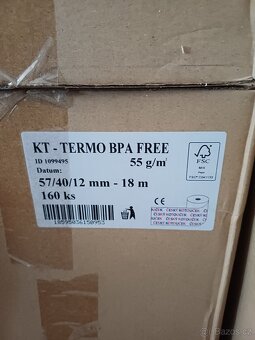 KT - TERMO BPA FREE
ID 1099495
55 g/m²
Datum:
57/40/12 mm - 18 m
160 ks
FSC